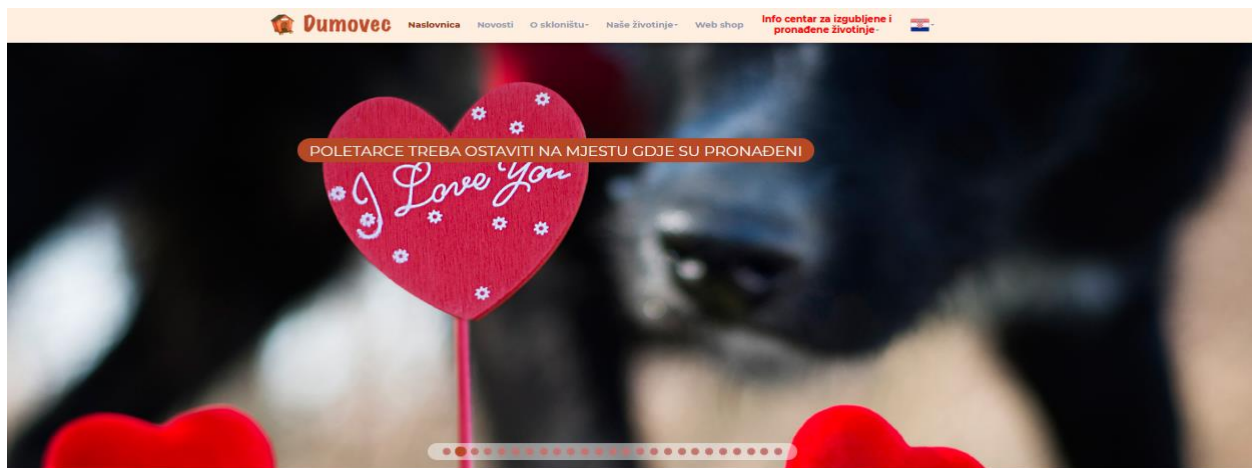 Dumovec
Naslovnica
Novosti
O skloništu
Naše životinje
Web shop
Info centar za izgubljene i
pronađene životinje
POLETARCE TREBA OSTAVITI NA MJESTU GDJE SU PRONAĐENI
I Love You